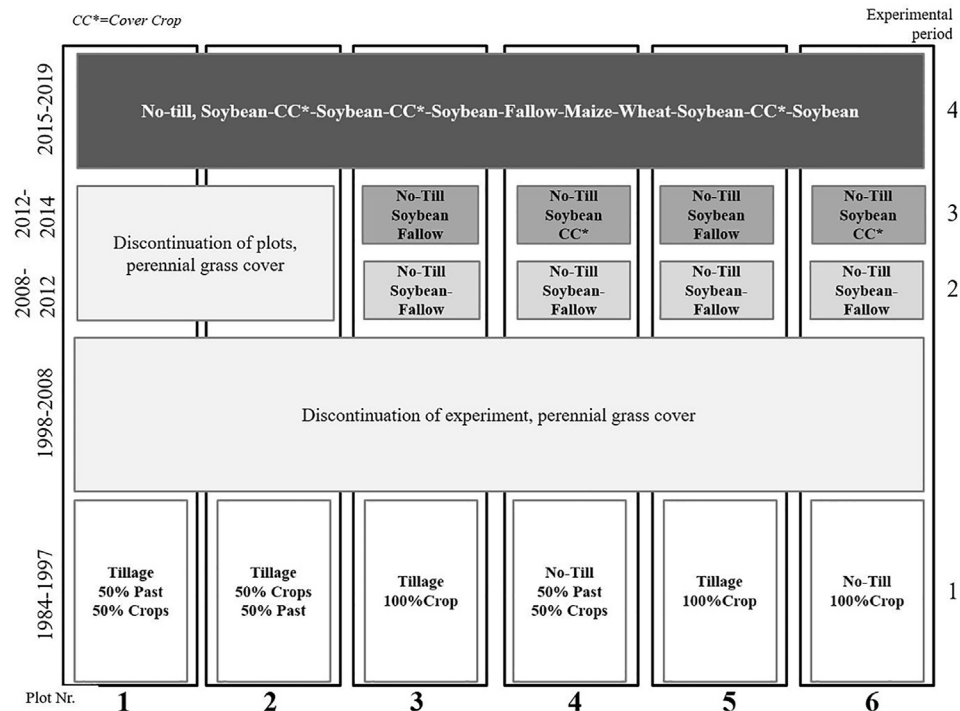 CC*=Cover Crop
Experimental
period
2015-2019
No-till, Soybean-CC*-Soybean-CC*-Soybean-Fallow-Maize-Wheat-Soybean-CC*-Soybean
4
2012-
2014
Discontinuation of plots,
perennial grass cover
No-Till
Soybean
Fallow
No-Till
Soybean
CC*
No-Till
Soybean
Fallow
No-Till
Soybean
CC*
3
2008-
2012
No-Till
Soybean-
Fallow
No-Till
Soybean-
Fallow
No-Till
Soybean-
Fallow
No-Till
Soybean-
Fallow
2
1998-2008
Discontinuation of experiment, perennial grass cover
1984-1997
Tillage
50% Past
50% Crops
Tillage
50% Crops
50% Past
Tillage
100%Crop
No-Till
50% Past
50% Crops
Tillage
100%Crop
No-Till
100%Crop
1
Plot Nr. 1 2 3 4 5 6